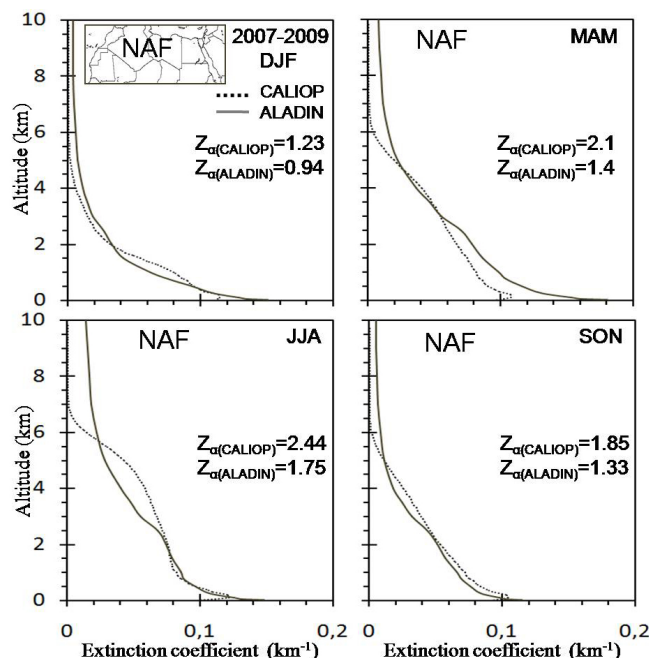 10
8
6
4
2
0
Altitude (km)
NAF
2007-2009
DJF
CALIOP
ALADIN
Zα(CALIOP)=1.23
Zα(ALADIN)=0.94
NAF
MAM
Zα(CALIOP)=2.1
Zα(ALADIN)=1.4
10
8
6
4
2
0
Altitude (km)
NAF
JJA
Zα(CALIOP)=2.44
Zα(ALADIN)=1.75
0 0,1 0,2
Extinction coefficient (km⁻¹)
NAF
SON
Zα(CALIOP)=1.85
Zα(ALADIN)=1.33
0 0,1 0,2
Extinction coefficient (km⁻¹)